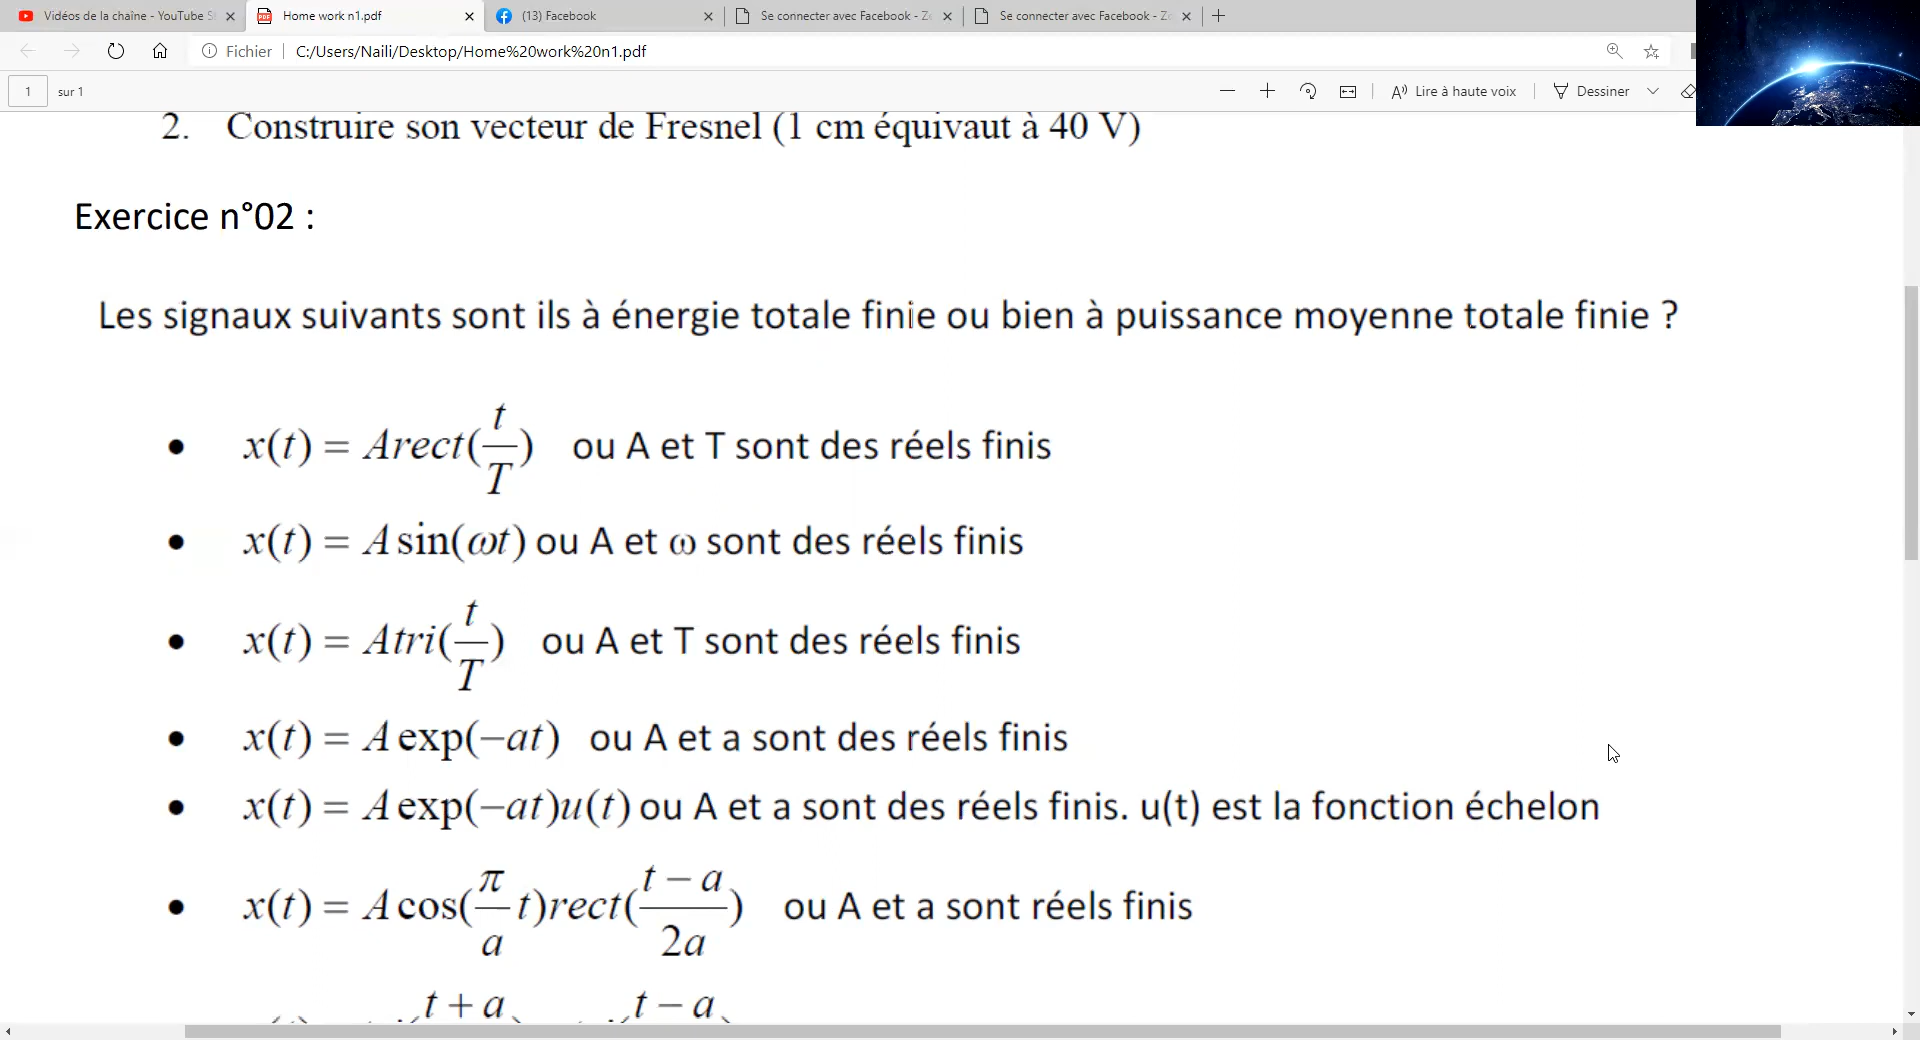 Vidéos de la chaîne - YouTube S
Home work n1.pdf
(13) Facebook
Se connecter avec Facebook - Zo
Se connecter avec Facebook - Zo
Fichier
C:/Users/Naili/Desktop/Home%20work%20n1.pdf
1 sur 1
Lire à haute voix
Dessiner
2. Construire son vecteur de Fresnel (1 cm équivaut à 40 V)
Exercice n°02 :
Les signaux suivants sont ils à énergie totale finie ou bien à puissance moyenne totale finie ?
• x(t) = Arect(t/T) ou A et T sont des réels finis
• x(t) = A sin(ωt) ou A et ω sont des réels finis
• x(t) = Atri(t/T) ou A et T sont des réels finis
• x(t) = A exp(−at) ou A et a sont des réels finis
• x(t) = A exp(−at)u(t) ou A et a sont des réels finis. u(t) est la fonction échelon
• x(t) = A cos(π/a t)rect(t − a/2a) ou A et a sont réels finis
t + a t − a